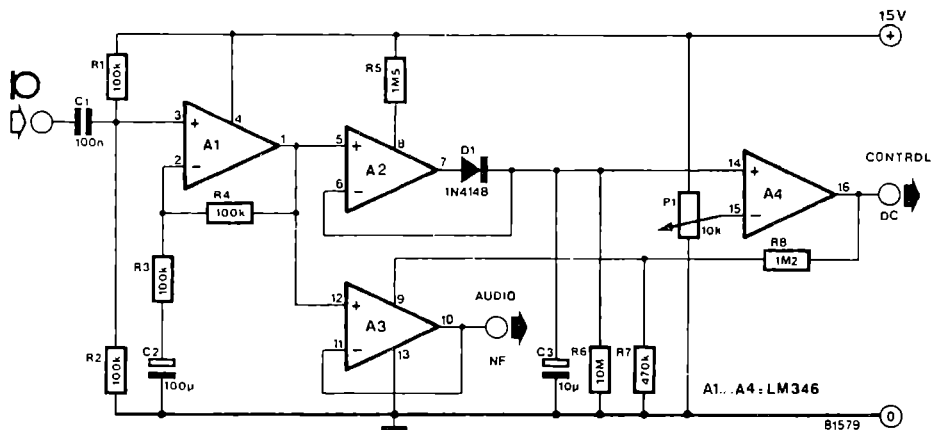 15V
+
R1
100k
C1
100n
3
+
A1
4
1
2
−
R4
100k
R3
100k
C2
100µ
R2
100k
R5
1M5
8
5
+
A2
7
6
−
D1
1N4148
12
+
A3
9
10
11
−
13
AUDIO
NF
C3
10µ
R6
10M
R7
470k
P1
10k
14
+
A4
16
15
−
R8
1M2
CONTROL
DC
A1...A4 = LM346
0
81579